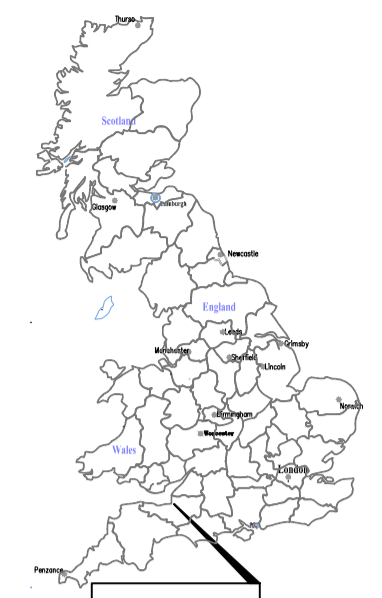 Thurso
Scotland
Edinburgh
Glasgow
Newcastle
England
Leeds
Grimsby
Manchester
Sheffield
Lincoln
Norwich
Birmingham
Worcester
Wales
London
Penzance